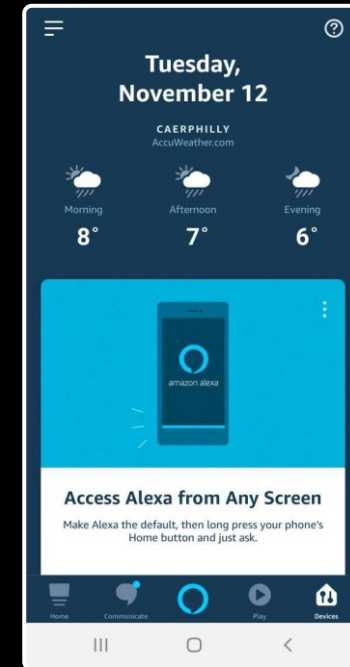 Tuesday,
November 12
CAERPHILLY
AccuWeather.com
Morning
Afternoon
Evening
8°
7°
6°
amazon alexa
Access Alexa from Any Screen
Make Alexa the default, then long press your phone's
Home button and just ask.
Home
Communicate
Play
Devices